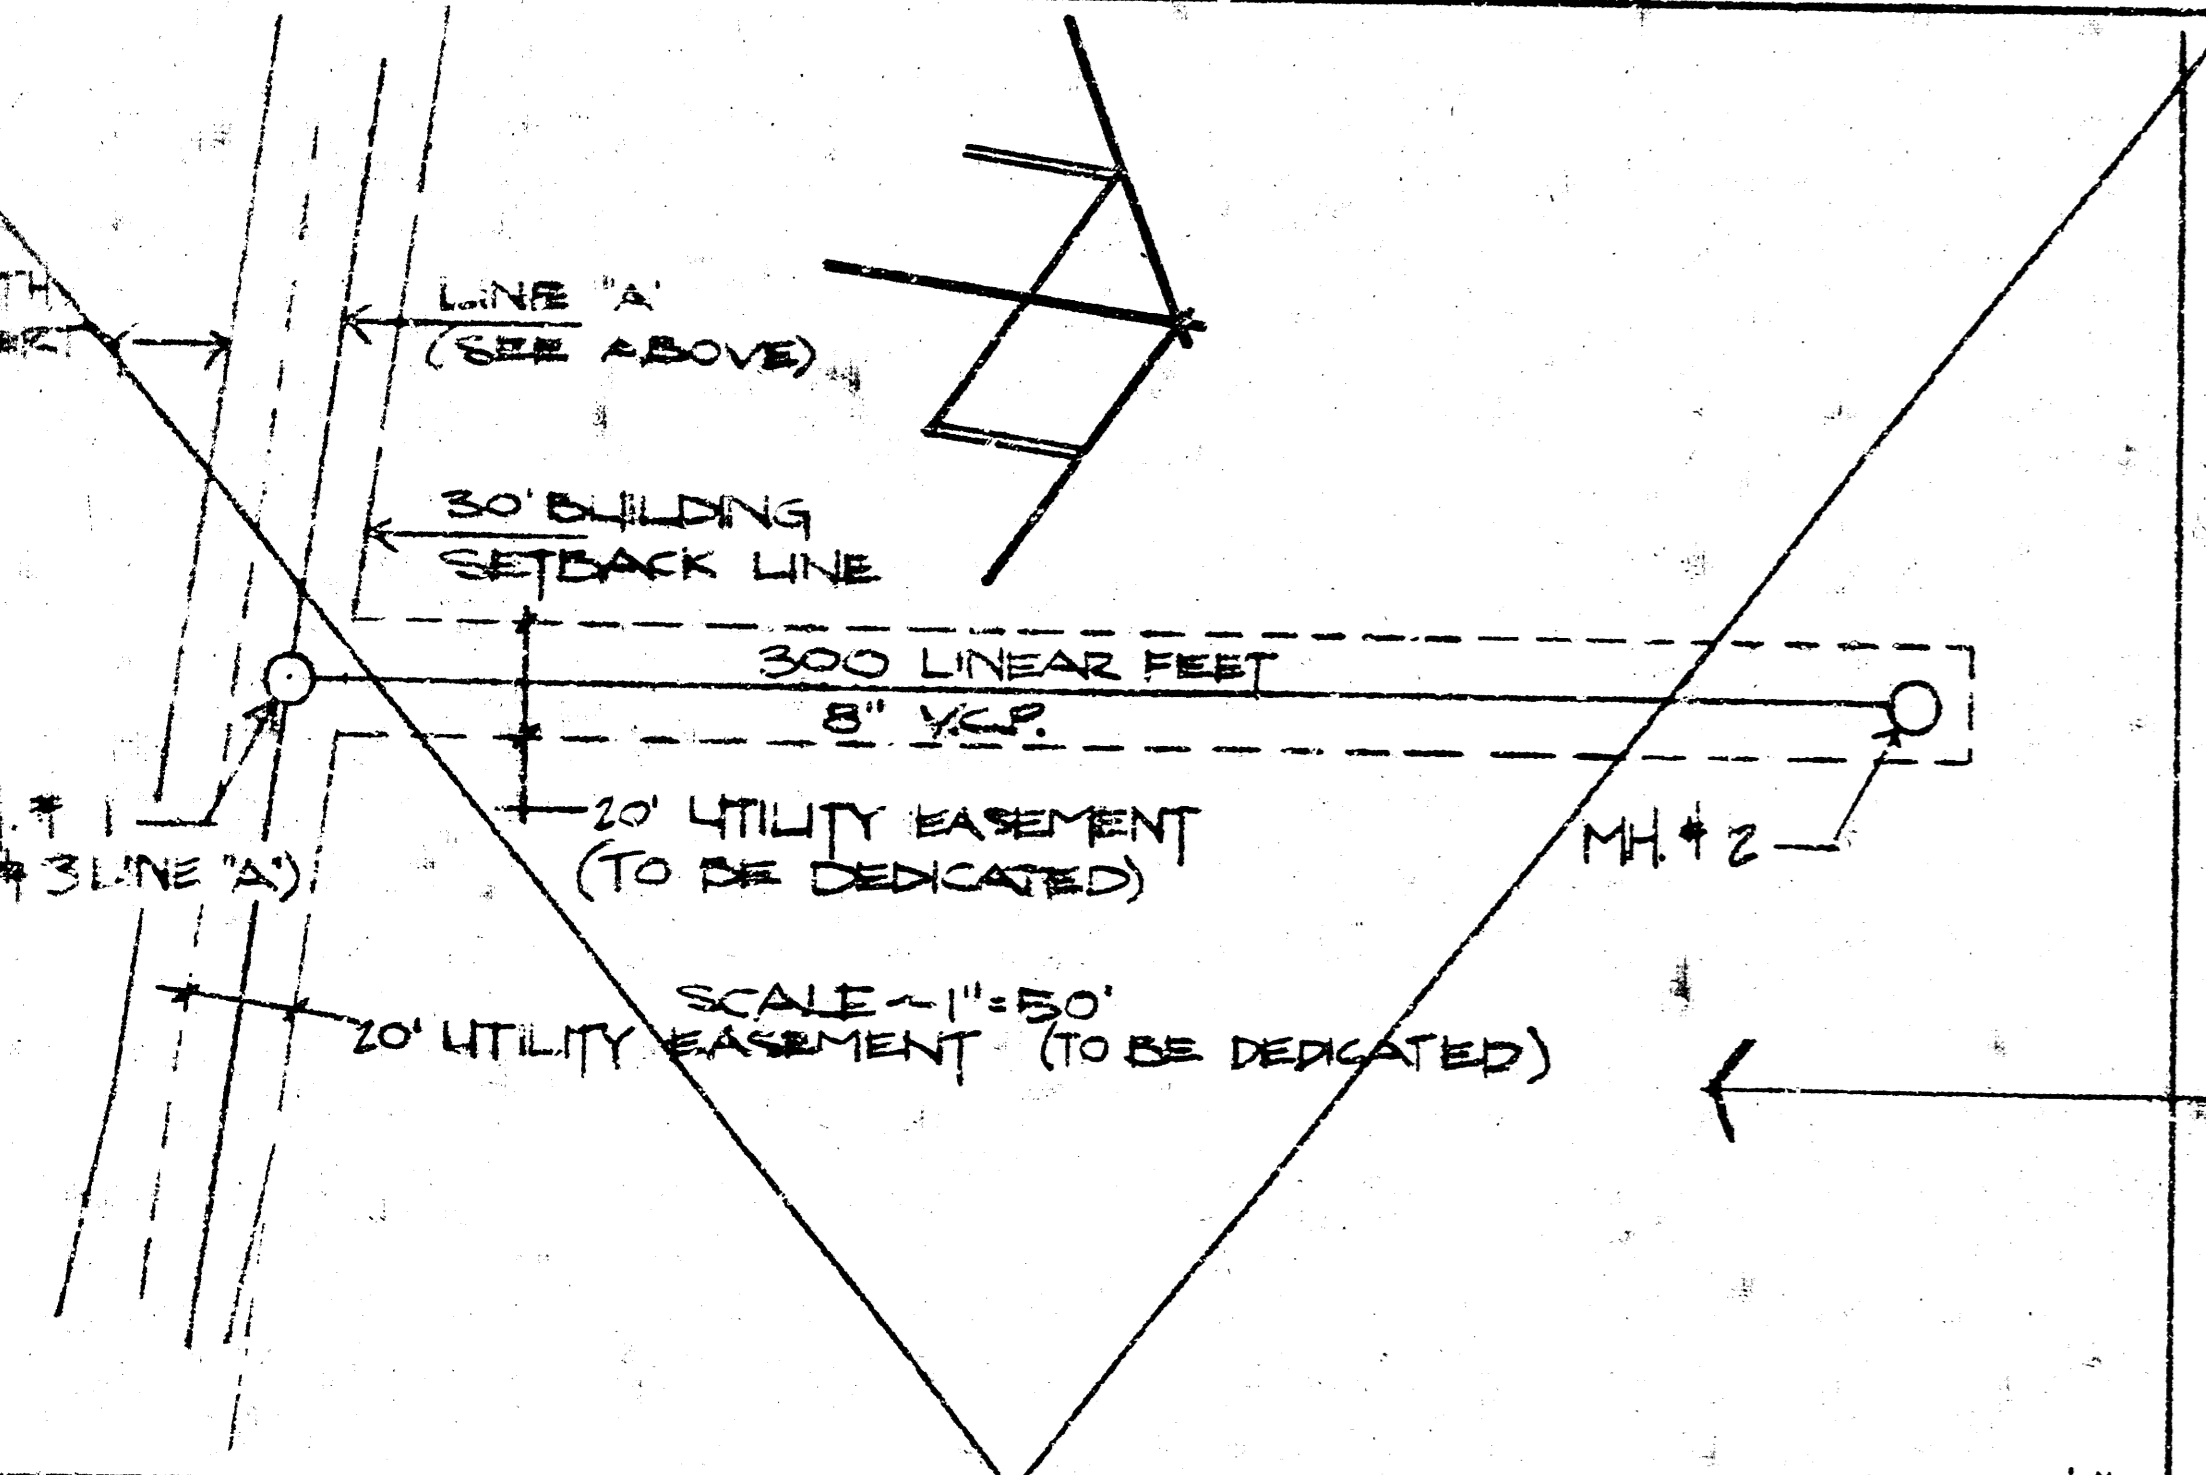 LINE "A"
(SEE ABOVE)
30' BUILDING
SETBACK LINE
300 LINEAR FEET
8" V.C.P.
# 1
20' UTILITY EASEMENT
(TO BE DEDICATED)
MH. # 2
# 3 LINE "A")
SCALE ~ 1" = 50'
20' UTILITY EASEMENT (TO BE DEDICATED)